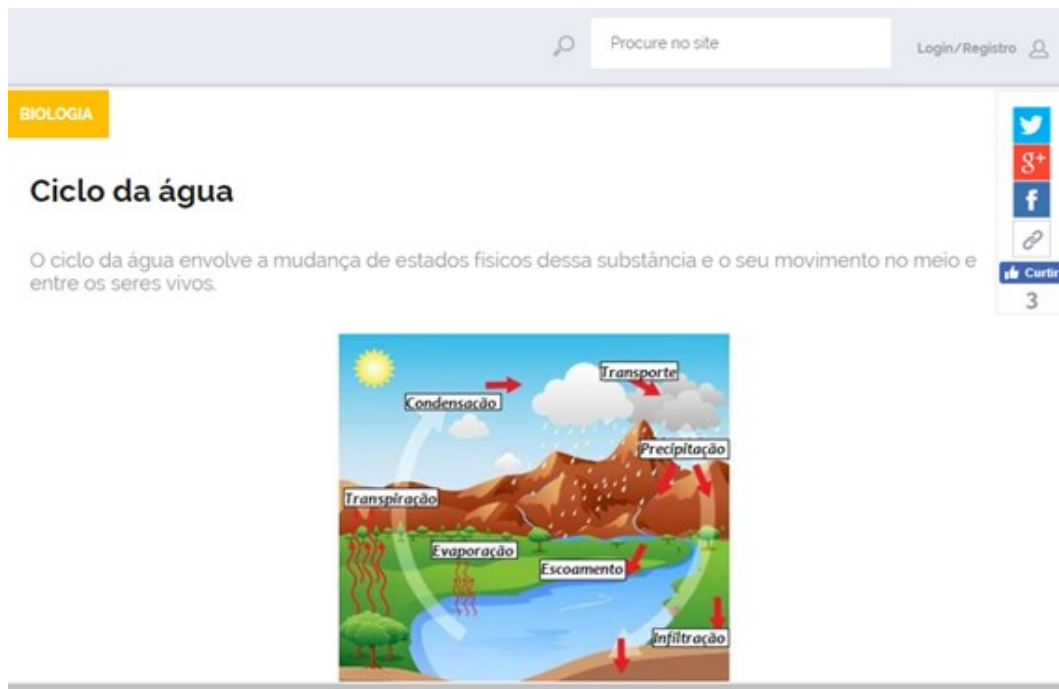 Procure no site
Login/Registro
BIOLOGIA
g+
f
Ciclo da água
O ciclo da água envolve a mudança de estados físicos dessa substância e o seu movimento no meio e
entre os seres vivos.
Curtir
3
Transporte
Condensação
Precipitação
Transpiração
Evaporação
Escoamento
Infiltração